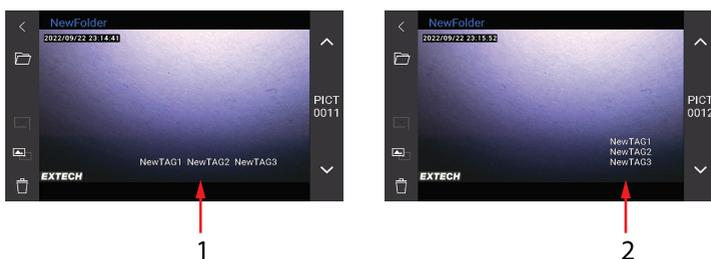 NewFolder
2022/09/22 23:14:41
PICT
0011
NewTAG1 NewTAG2 NewTAG3
EXTECH
1
NewFolder
2022/09/22 23:15:52
PICT
0012
NewTAG1
NewTAG2
NewTAG3
EXTECH
2